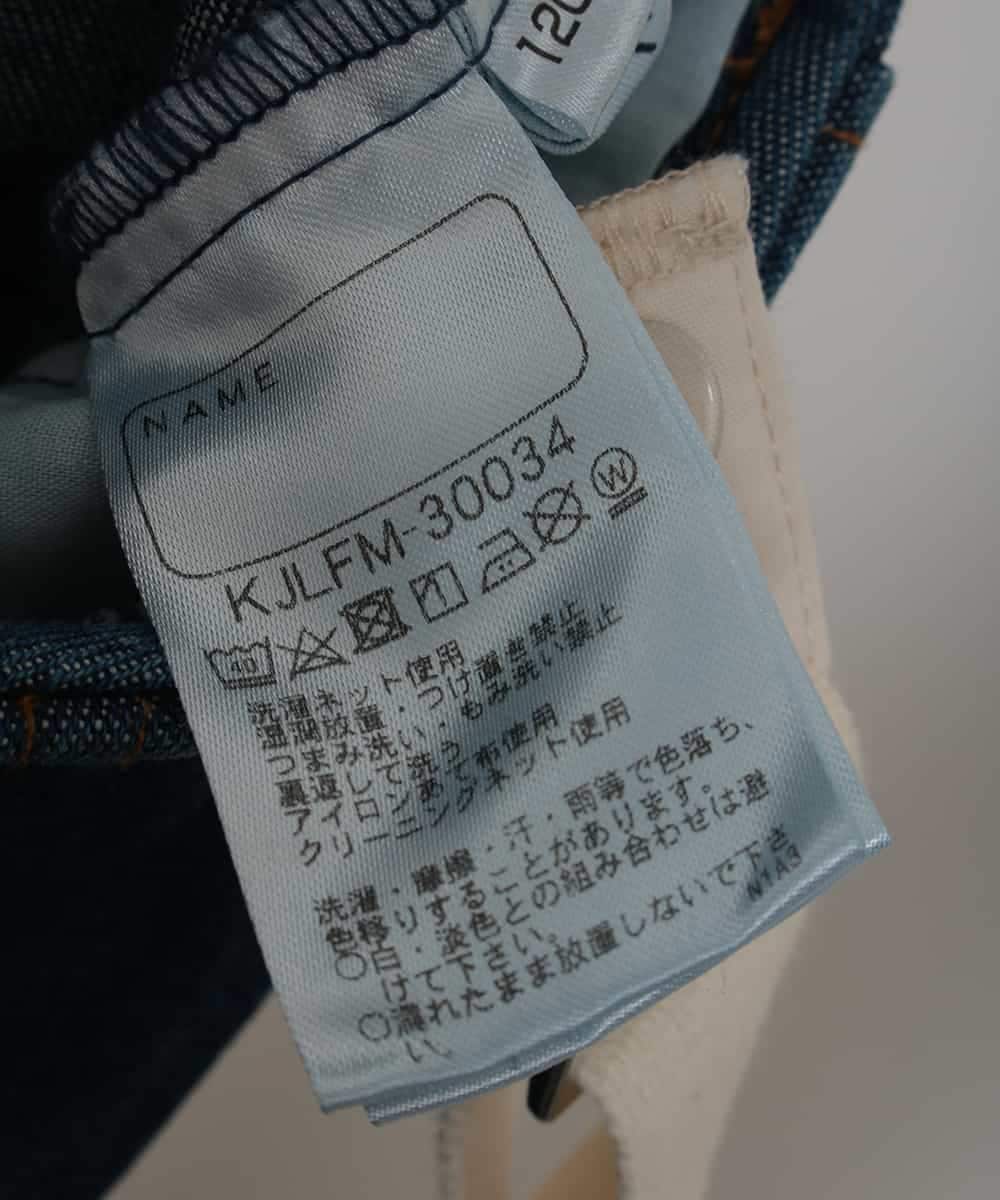 120
NAME
KJLFM-30034
40
W
洗濯ネット使用
濡れ放置・つけ置き禁止
つまみ洗い・もみ洗い禁止
裏返して洗う
アイロンあて布使用
クリーニングネット使用
洗濯・摩擦・汗・雨等で色落ち、
色移りすることがあります。
○白・淡色との組み合わせは避
けて下さい。
○濡れたまま放置しないで下さ
い。
N1A3